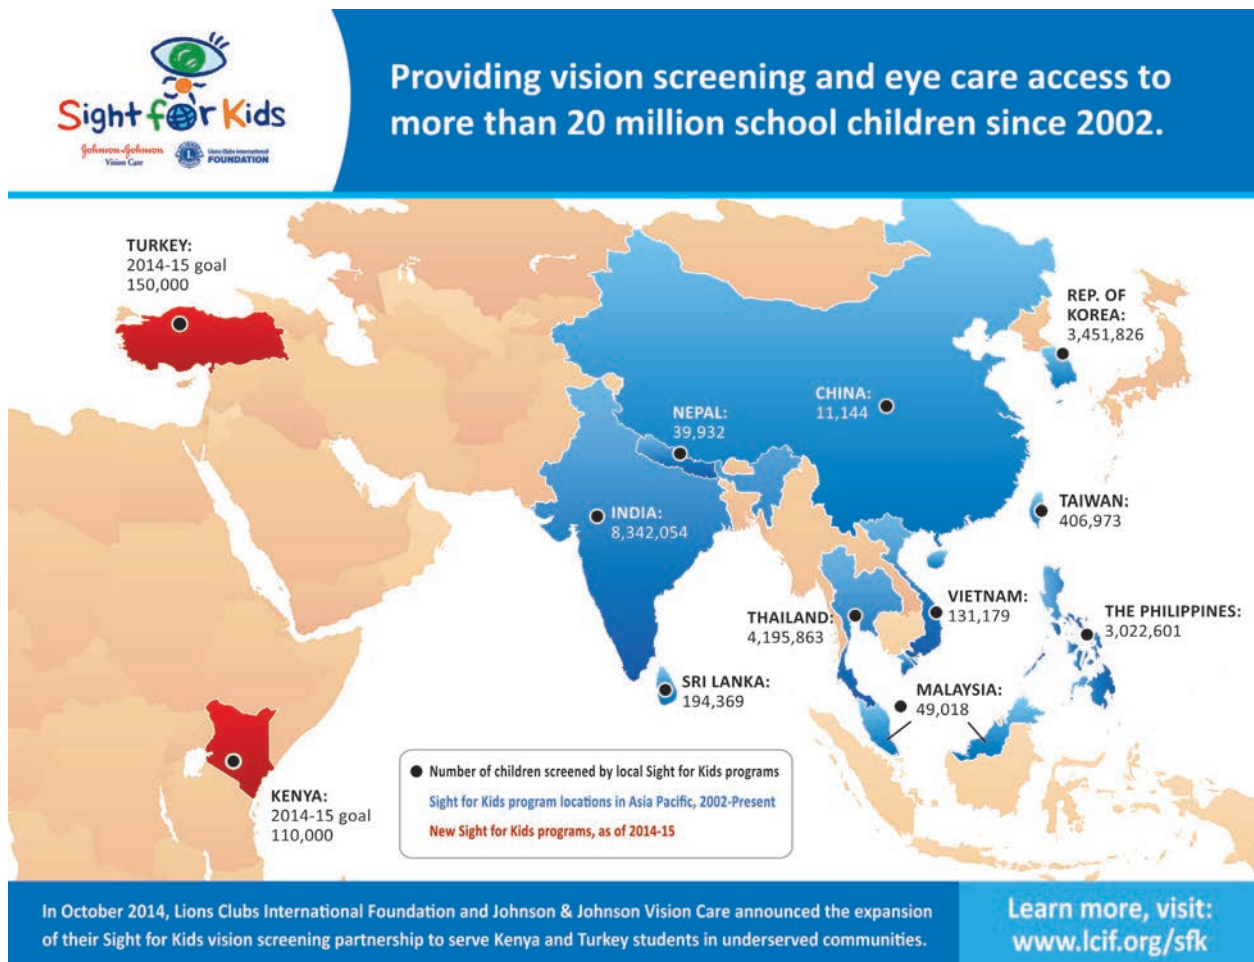 Sight for Kids
Johnson & Johnson
Vision Care
Lions Clubs International
FOUNDATION
Providing vision screening and eye care access to
more than 20 million school children since 2002.
TURKEY:
2014-15 goal
150,000
REP. OF
KOREA:
3,451,826
CHINA:
11,144
NEPAL:
39,932
INDIA:
8,342,054
TAIWAN:
406,973
THAILAND:
4,195,863
VIETNAM:
131,179
THE PHILIPPINES:
3,022,601
SRI LANKA:
194,369
MALAYSIA:
49,018
KENYA:
2014-15 goal
110,000
Number of children screened by local Sight for Kids programs
Sight for Kids program locations in Asia Pacific, 2002-Present
New Sight for Kids programs, as of 2014-15
In October 2014, Lions Clubs International Foundation and Johnson & Johnson Vision Care announced the expansion
of their Sight for Kids vision screening partnership to serve Kenya and Turkey students in underserved communities.
Learn more, visit:
www.lcif.org/sfk